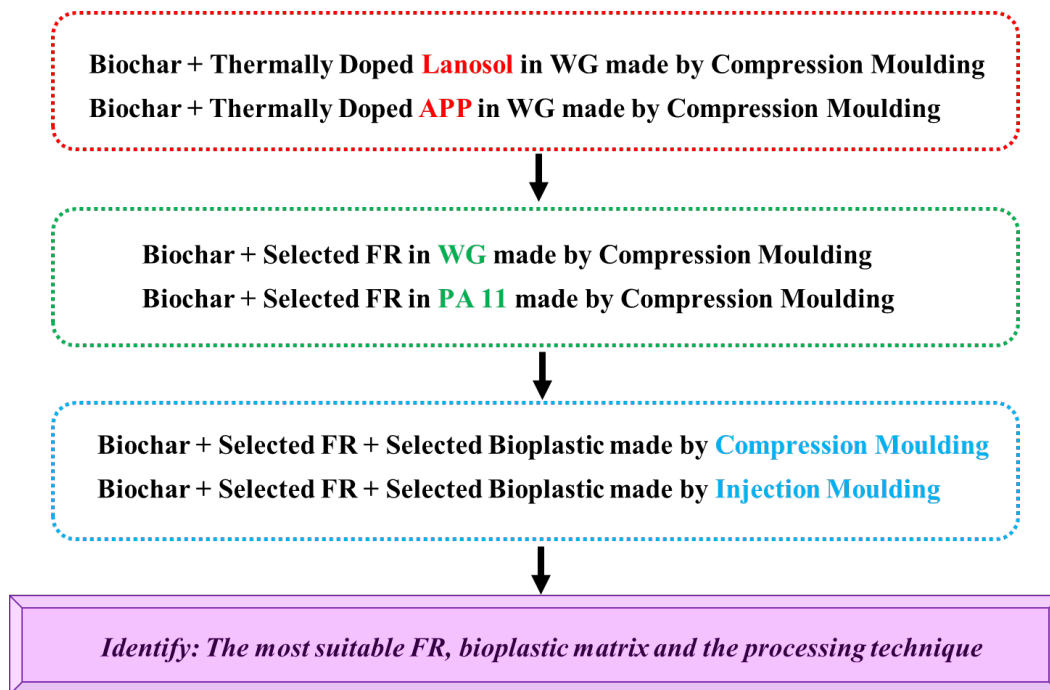 Biochar + Thermally Doped Lanosol in WG made by Compression Moulding
Biochar + Thermally Doped APP in WG made by Compression Moulding
Biochar + Selected FR in WG made by Compression Moulding
Biochar + Selected FR in PA 11 made by Compression Moulding
Biochar + Selected FR + Selected Bioplastic made by Compression Moulding
Biochar + Selected FR + Selected Bioplastic made by Injection Moulding
Identify: The most suitable FR, bioplastic matrix and the processing technique